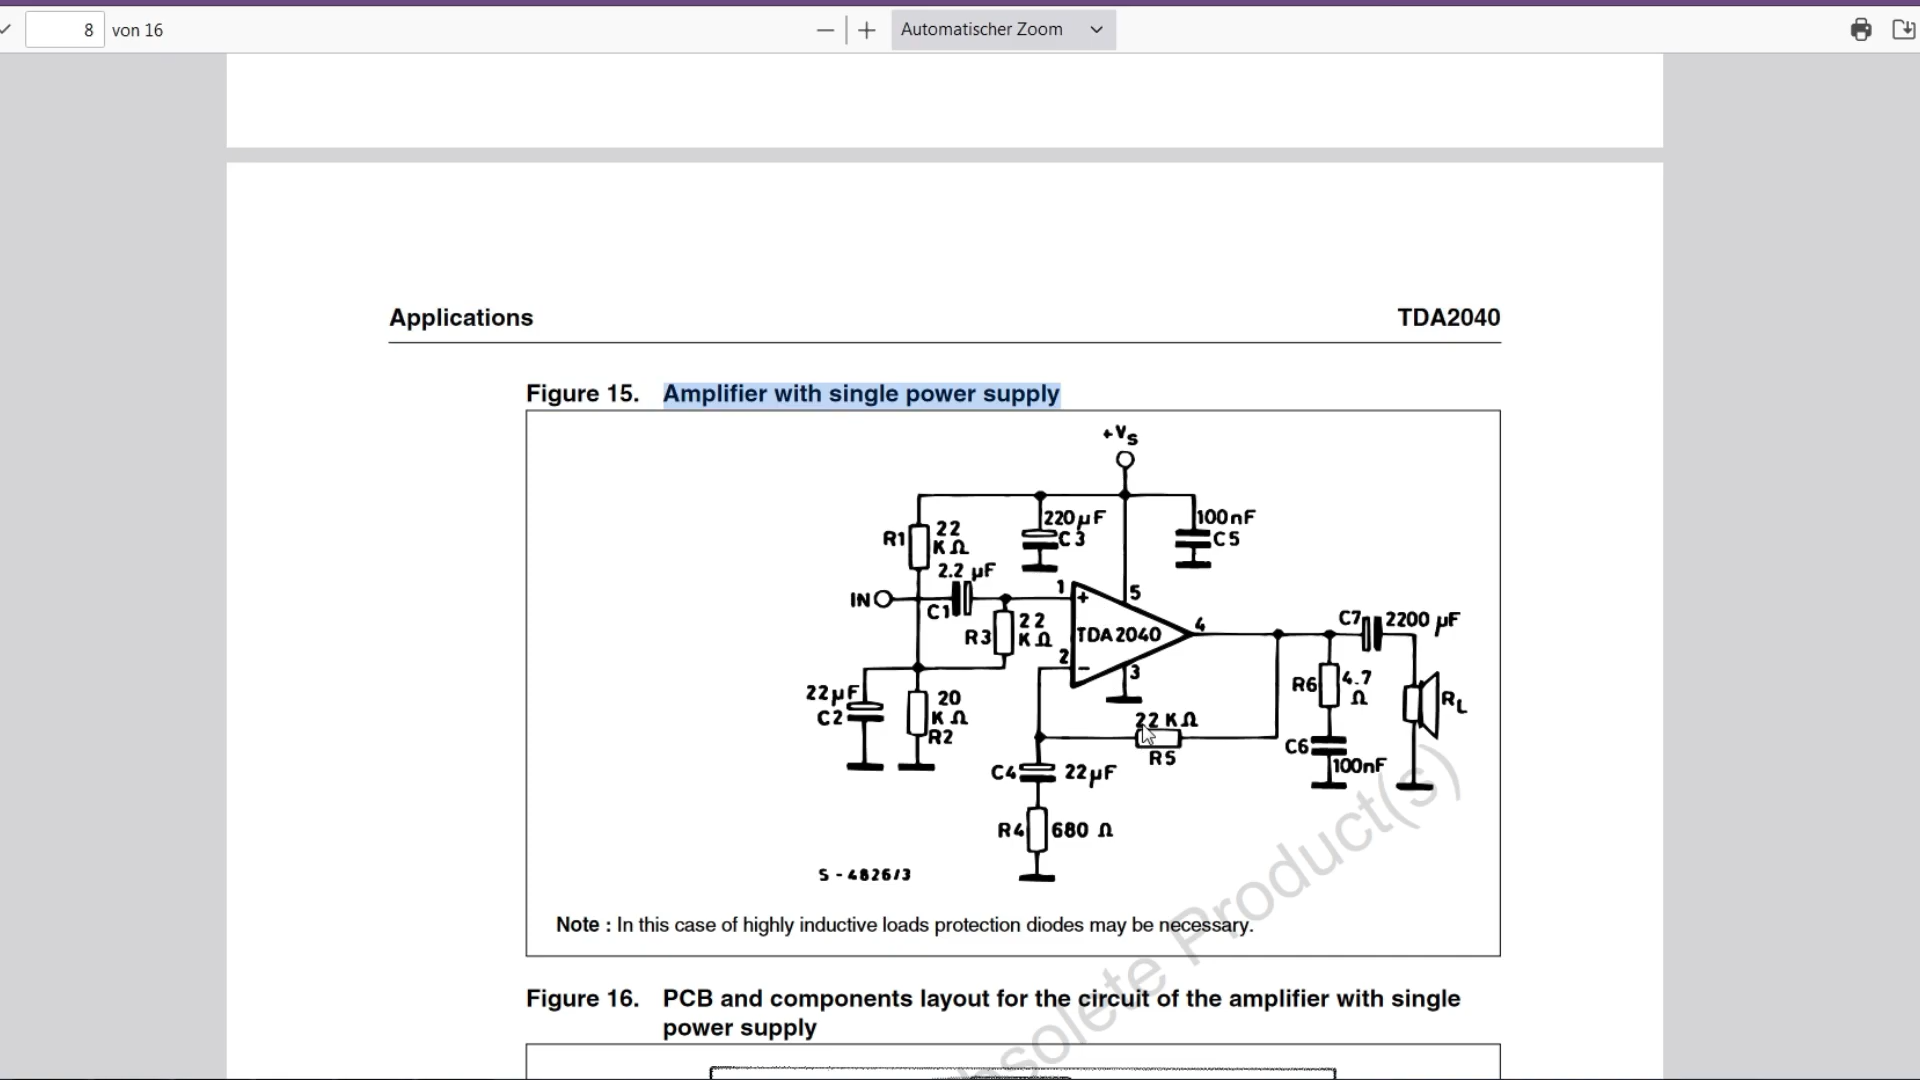 8 von 16
Automatischer Zoom
Applications
TDA2040
Figure 15. Amplifier with single power supply
+Vs
R1 22 KΩ
220 µF C3
100nF C5
2.2 µF
IN
C1
1
+
5
R3 22 KΩ
TDA2040
4
C7 2200 µF
2
-
3
22µF C2
20 KΩ R2
R6 4.7 Ω
RL
22 KΩ
R5
C4 22µF
C6 100nF
R4 680 Ω
S - 4826/3
Note : In this case of highly inductive loads protection diodes may be necessary.
Figure 16. PCB and components layout for the circuit of the amplifier with single
power supply
Product(s)